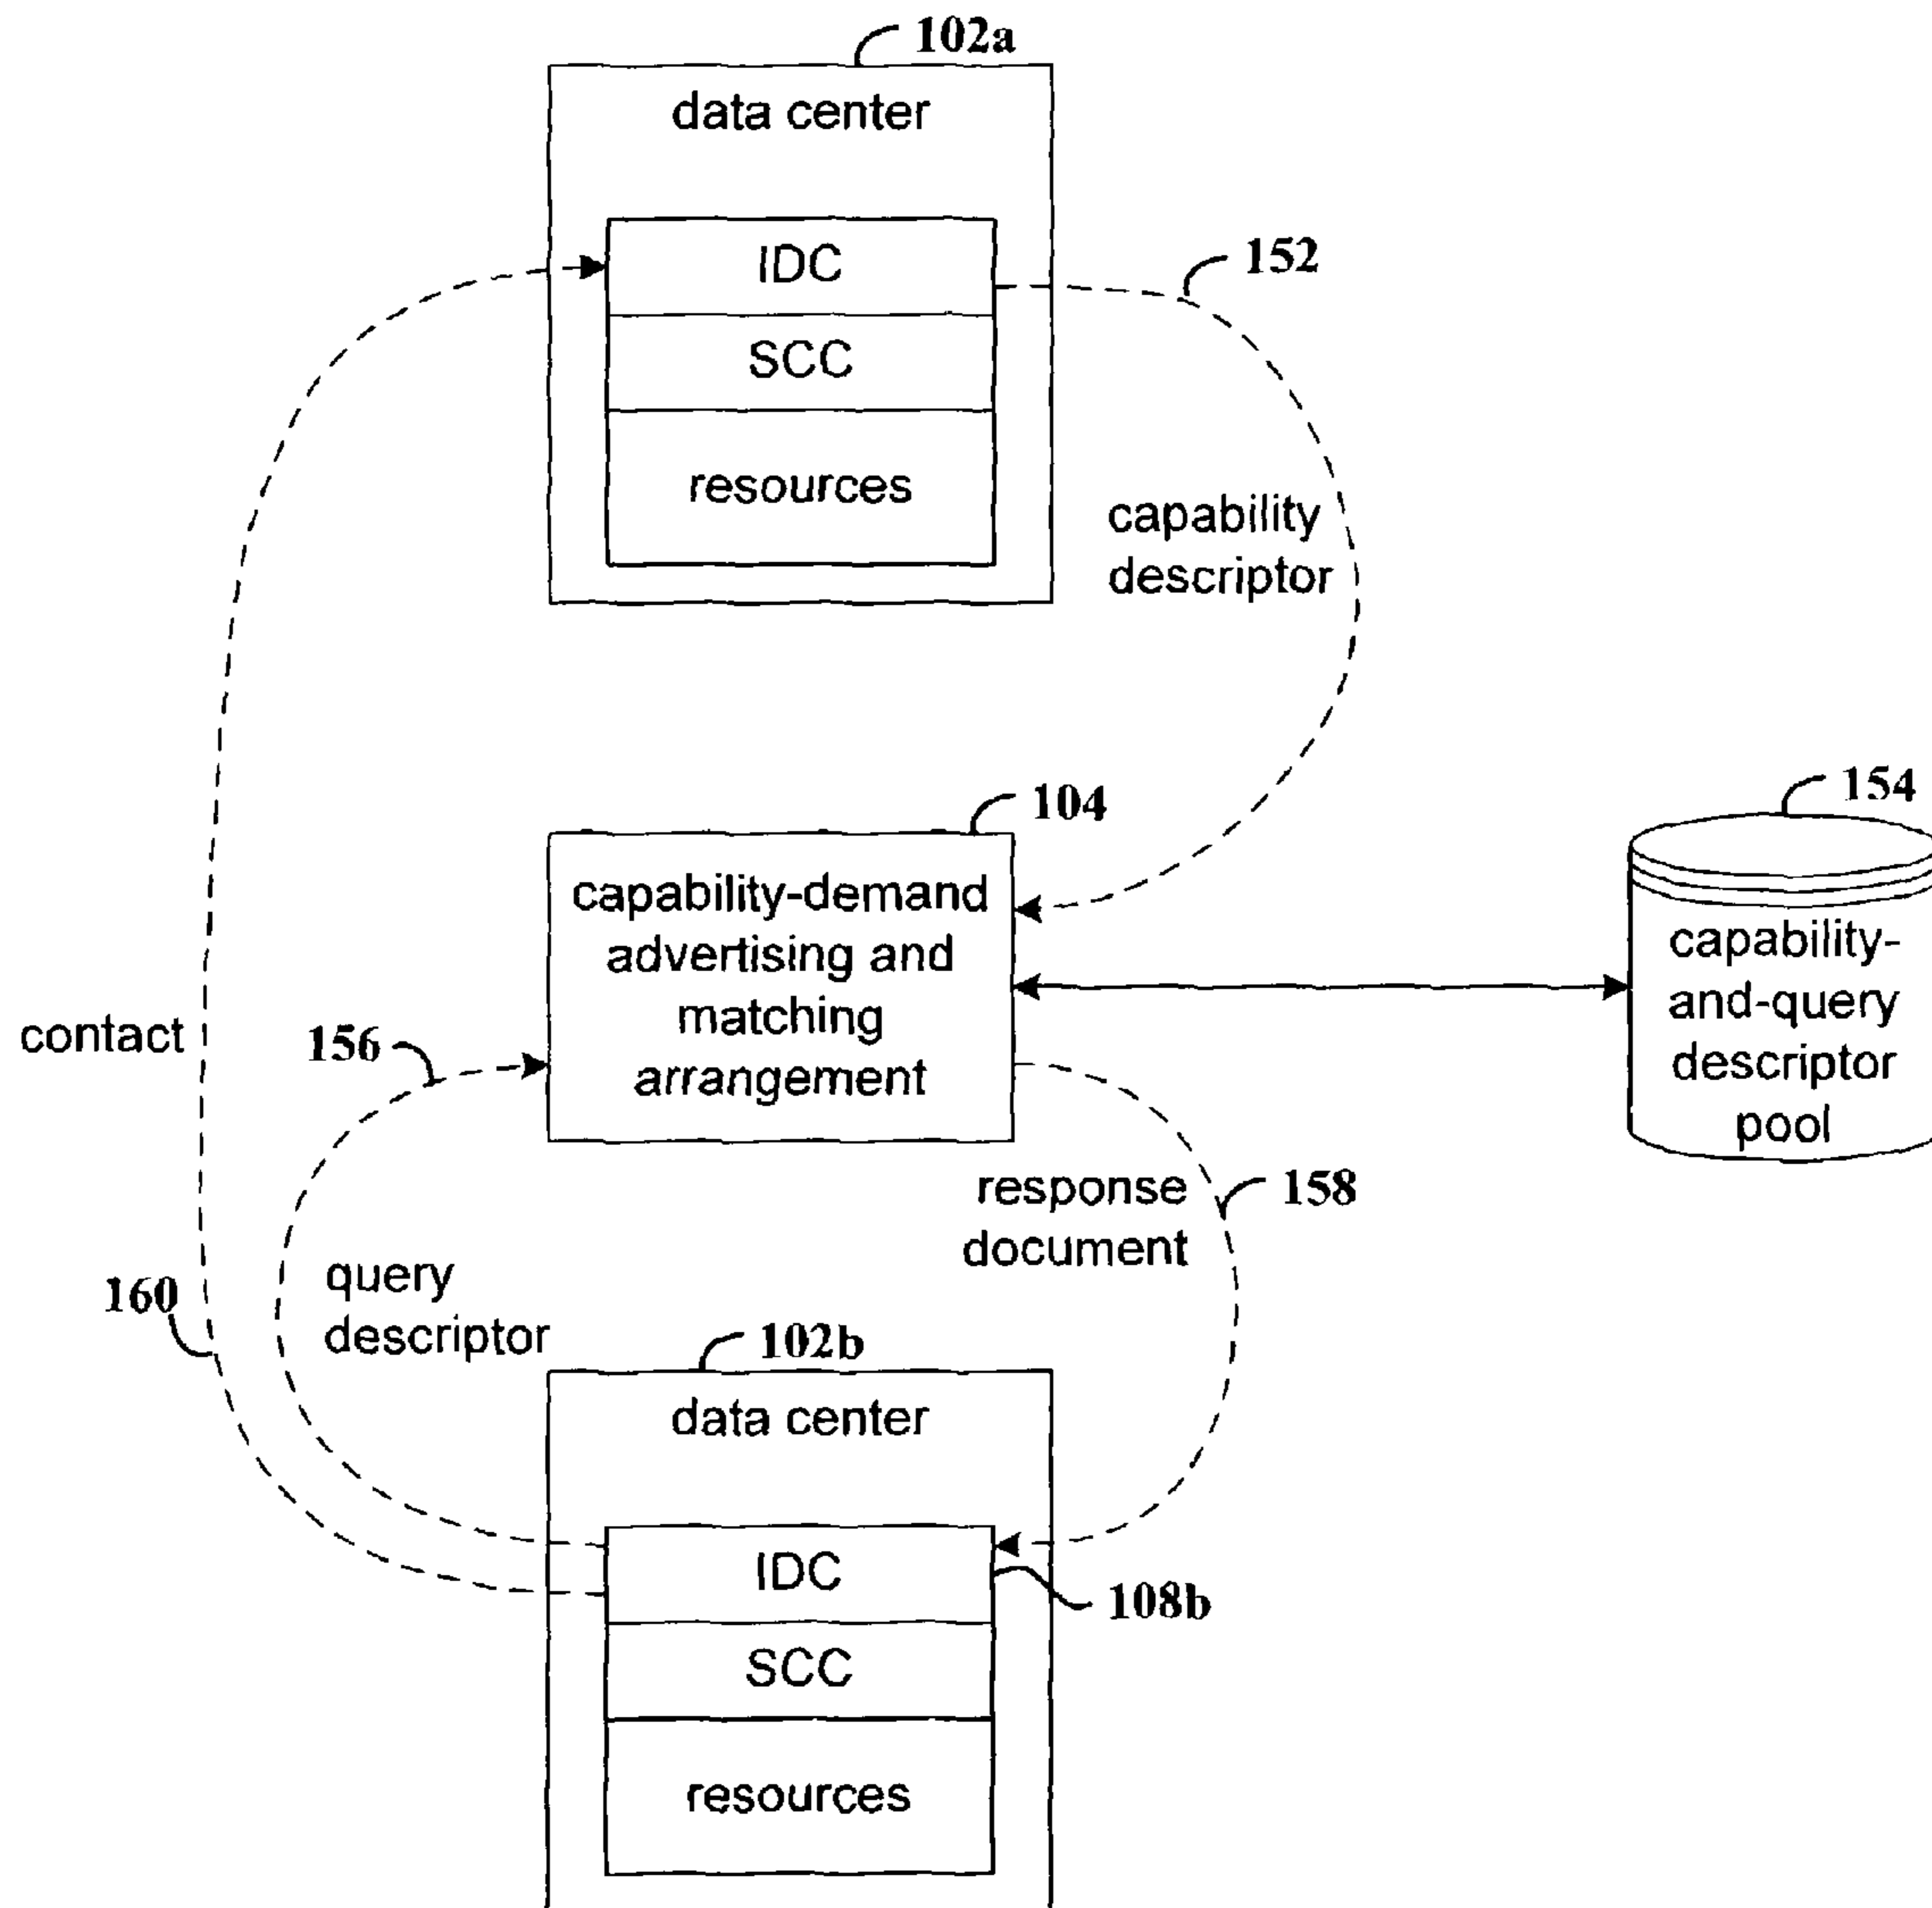 102a
data center
IDC
152
SCC
resources
capability
descriptor
154
104
capability-demand
advertising and
matching
arrangement
capability-
and-query
descriptor
pool
contact
156
response
document
158
query
descriptor
160
102b
data center
IDC
108b
SCC
resources